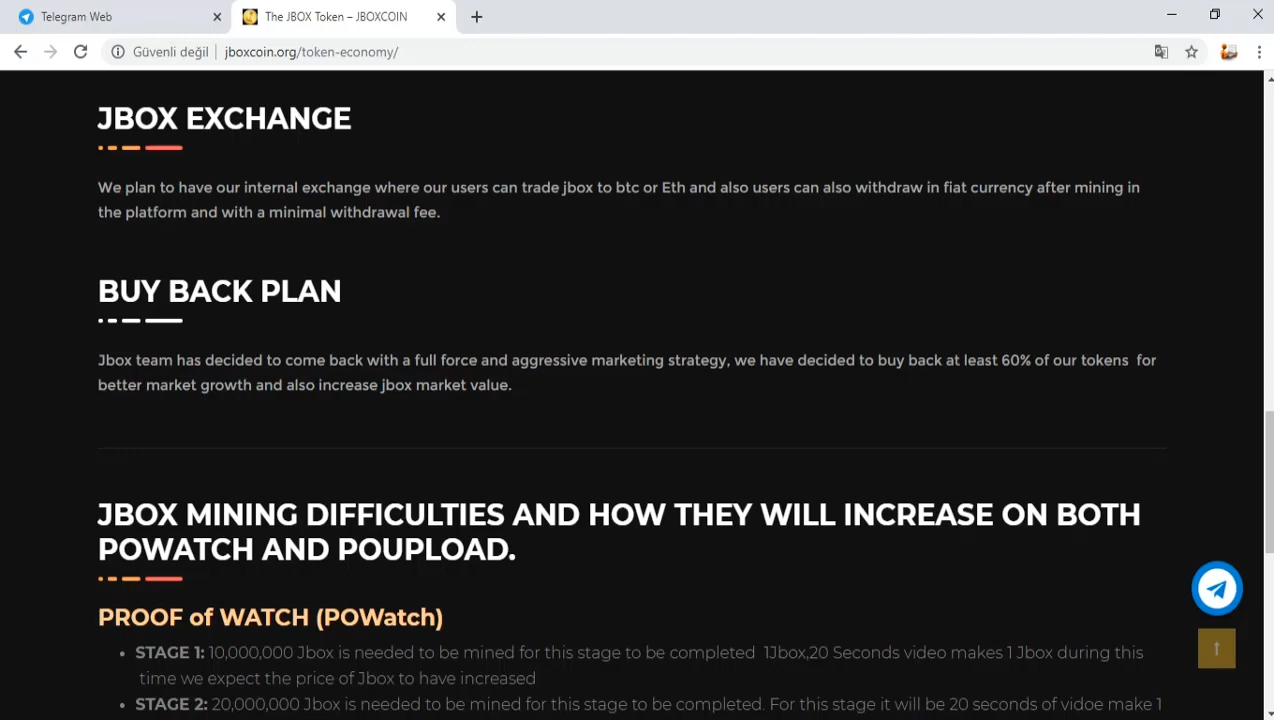 Telegram Web
The JBOX Token – JBOXCOIN
Güvenli değil
jboxcoin.org/token-economy/
JBOX EXCHANGE
We plan to have our internal exchange where our users can trade jbox to btc or Eth and also users can also withdraw in fiat currency after mining in
the platform and with a minimal withdrawal fee.
BUY BACK PLAN
Jbox team has decided to come back with a full force and aggressive marketing strategy, we have decided to buy back at least 60% of our tokens for
better market growth and also increase jbox market value.
JBOX MINING DIFFICULTIES AND HOW THEY WILL INCREASE ON BOTH
POWATCH AND POUPLOAD.
PROOF of WATCH (POWatch)
• STAGE 1: 10,000,000 Jbox is needed to be mined for this stage to be completed 1Jbox,20 Seconds video makes 1 Jbox during this
time we expect the price of Jbox to have increased
• STAGE 2: 20,000,000 Jbox is needed to be mined for this stage to be completed. For this stage it will be 20 seconds of vidoe make 1